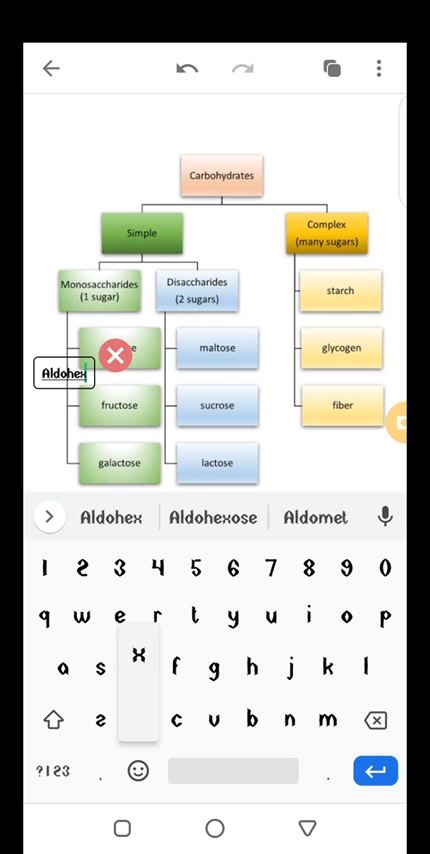 Carbohydrates
Simple
Complex
(many sugars)
Monosaccharides
(1 sugar)
Disaccharides
(2 sugars)
starch
e
maltose
glycogen
Aldohex
fructose
sucrose
fiber
galactose
lactose
Aldohex Aldohexose Aldomet
1 2 3 4 5 6 7 8 9 0
q w e r t y u i o p
a s x f g h j k l
z c v b n m
?123 . .